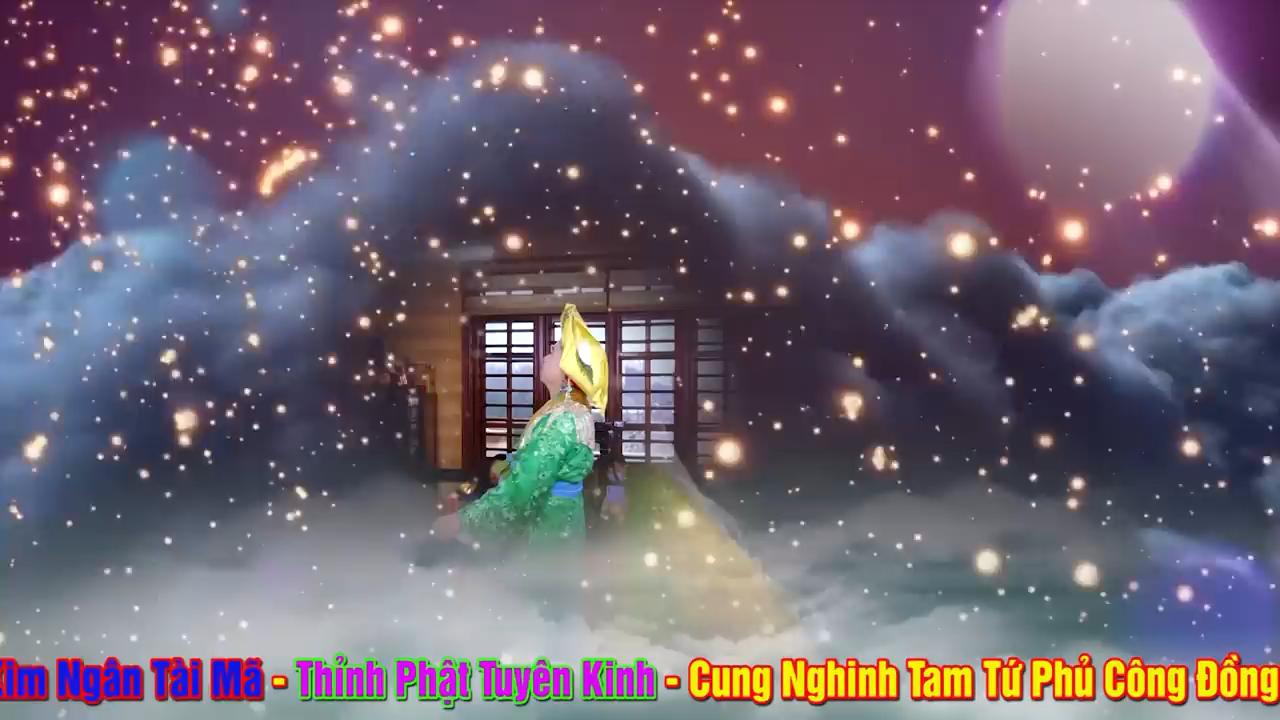 Kim Ngân Tài Mã - Thỉnh Phật Tuyên Kinh - Cung Nghinh Tam Tứ Phủ Công Đồng